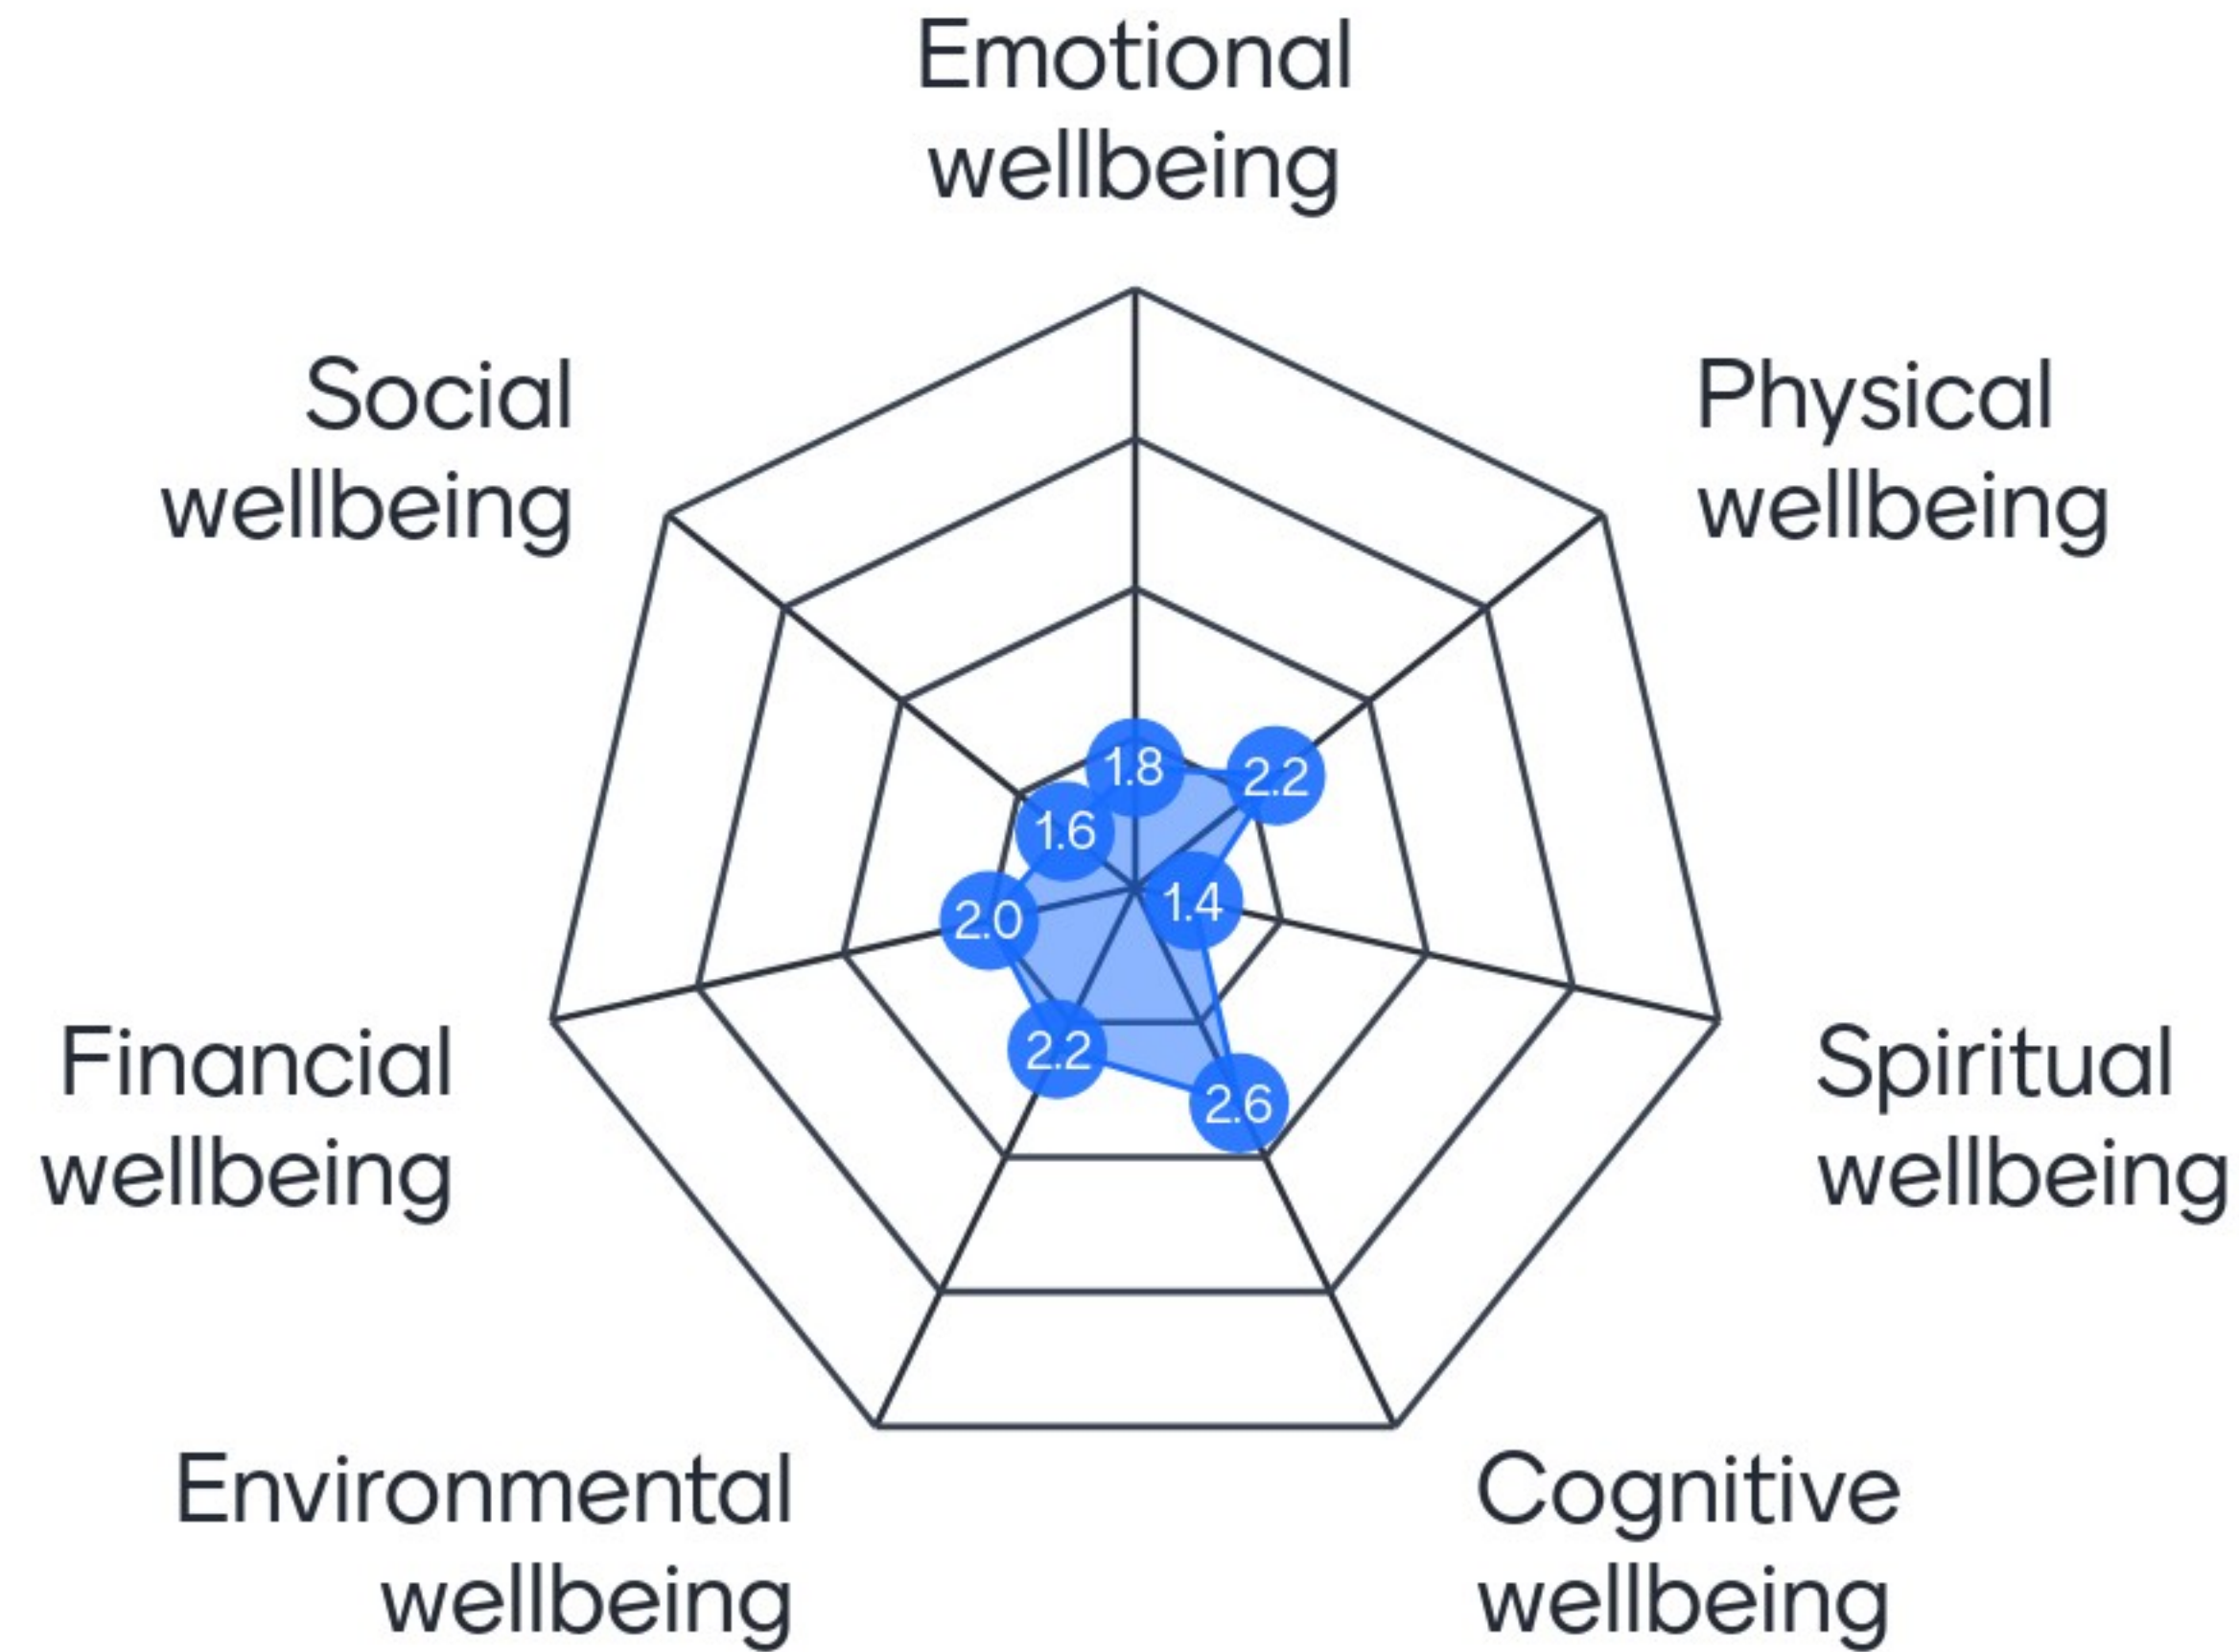 Emotional
wellbeing
Physical
wellbeing
Spiritual
wellbeing
Cognitive
wellbeing
Environmental
wellbeing
Financial
wellbeing
Social
wellbeing
1.8
2.2
1.4
2.6
2.2
2.0
1.6